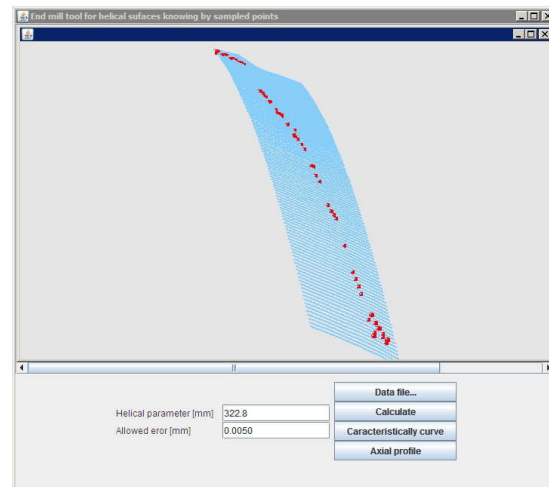 End mill tool for helical sufaces knowing by sampled points
Data file...
Helical parameter [mm] 322.8 Calculate
Allowed eror [mm] 0.0050 Caracteristically curve
Axial profile